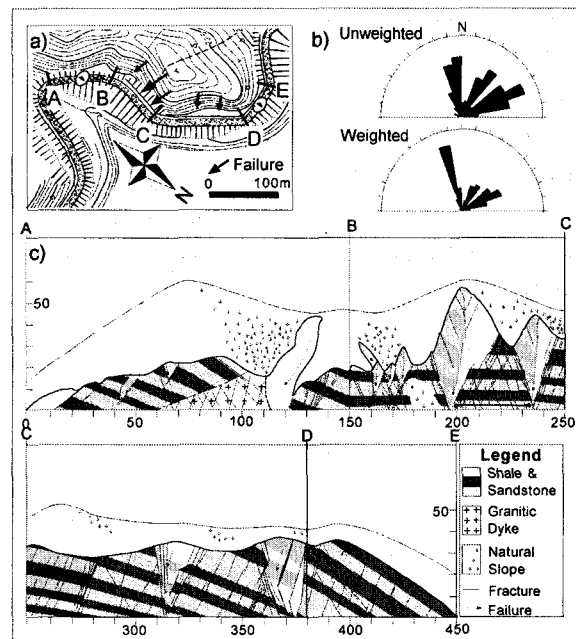 a)
A
B
C
D
E
Failure
0 100m
N
b)
Unweighted
N
Weighted
A
B
C
c)
50
0 50 100 150 200 250
C
D
E
50
300 350 400 450
Legend
Shale &
Sandstone
Granitic
Dyke
Natural
Slope
Fracture
Failure